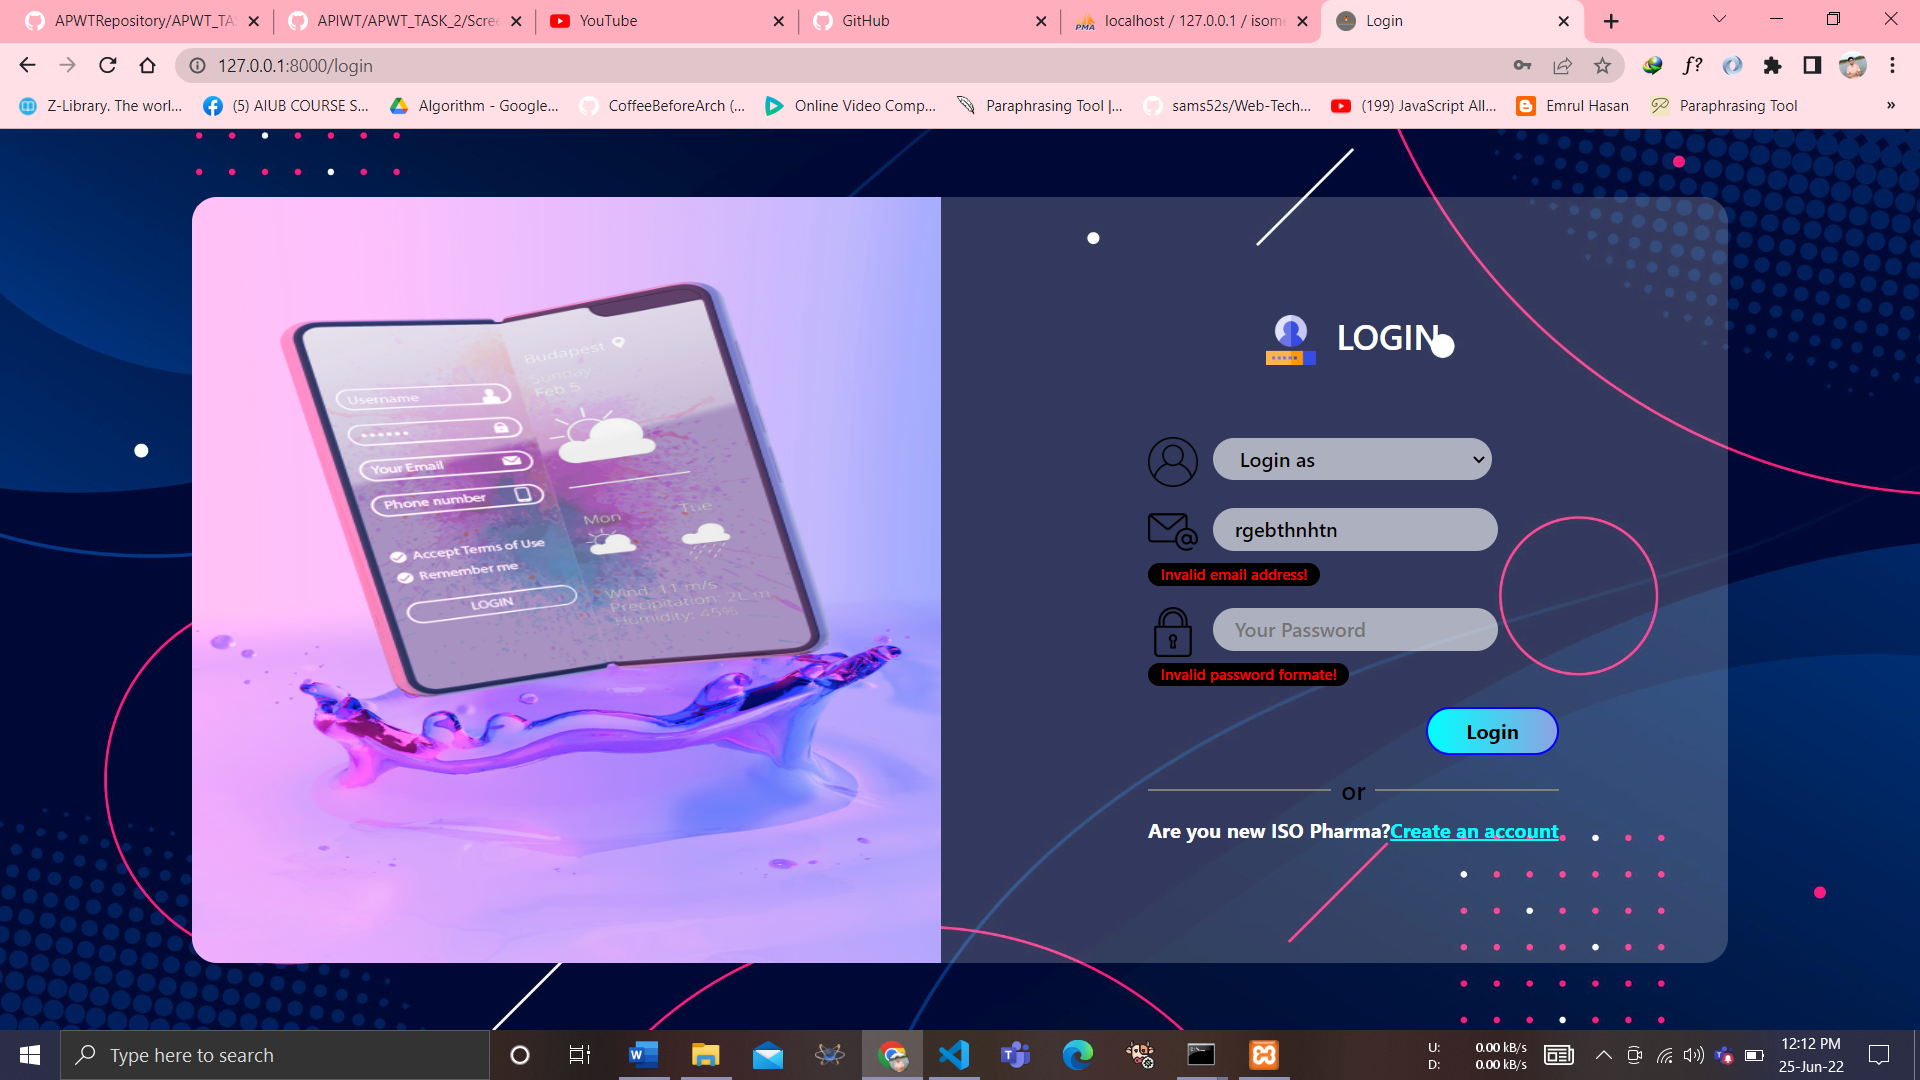 APWTRepository/APWT_TA
APIWT/APWT_TASK_2/Scree
YouTube
GitHub
localhost / 127.0.0.1 / isome
Login
127.0.0.1:8000/login
f?
Z-Library. The worl...
(5) AIUB COURSE S...
Algorithm - Google...
CoffeeBeforeArch (...
Online Video Comp...
Paraphrasing Tool |...
sams52s/Web-Tech...
(199) JavaScript All...
Emrul Hasan
Paraphrasing Tool
»
Budapest
Sunday
Feb 5
Username
Your Email
Phone number
Mon
Tue
Accept Terms of Use
Remember me
LOGIN
Wind: 11 m/s
Precipitation: 2L m
Humidity: 45%
LOGIN
Login as
rgebthnhtn
Invalid email address!
Your Password
Invalid password formate!
Login
or
Are you new ISO Pharma?Create an account
Type here to search
U: 0.00 kB/s
D: 0.00 kB/s
12:12 PM
25-Jun-22